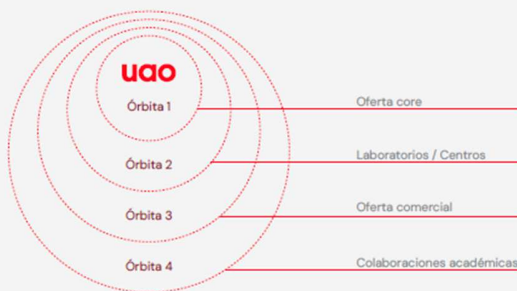 uao
Órbita 1
Oferta core
Órbita 2
Laboratorios / Centros
Órbita 3
Oferta comercial
Órbita 4
Colaboraciones académicas